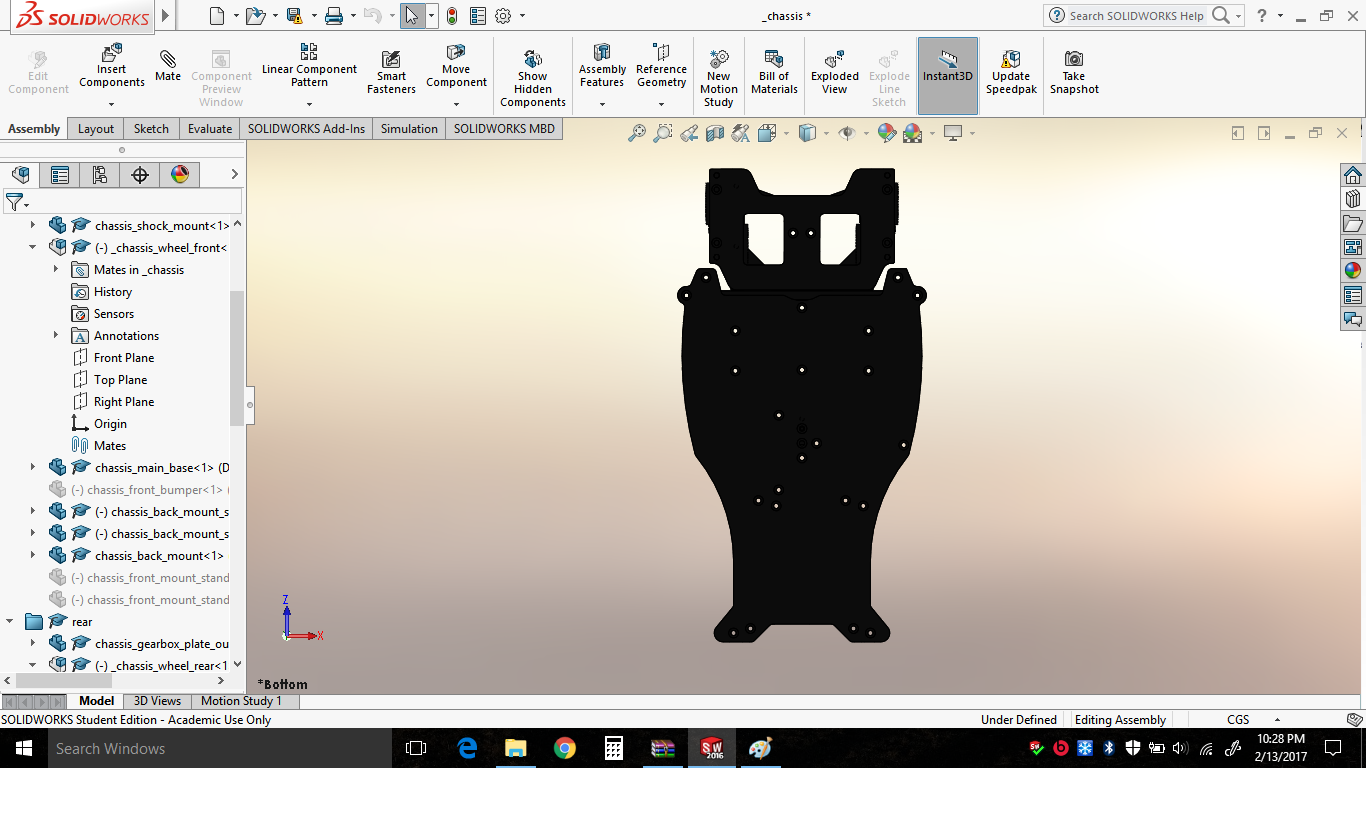 SOLIDWORKS
_chassis *
Search SOLIDWORKS Help
?
Edit
Component
Insert
Components
Mate
Component
Preview
Window
Linear Component
Pattern
Smart
Fasteners
Move
Component
Show
Hidden
Components
Assembly
Features
Reference
Geometry
New
Motion
Study
Bill of
Materials
Exploded
View
Explode
Line
Sketch
Instant3D
Update
Speedpak
Take
Snapshot
Assembly
Layout
Sketch
Evaluate
SOLIDWORKS Add-Ins
Simulation
SOLIDWORKS MBD
chassis_shock_mount<1>
(-) _chassis_wheel_front<
Mates in _chassis
History
Sensors
Annotations
Front Plane
Top Plane
Right Plane
Origin
Mates
chassis_main_base<1> (D
(-) chassis_front_bumper<1> (
(-) chassis_back_mount_s
(-) chassis_back_mount_s
chassis_back_mount<1>
(-) chassis_front_mount_stand
(-) chassis_front_mount_stand
rear
chassis_gearbox_plate_ou
(-) _chassis_wheel_rear<1
Z
X
*Bottom
Model
3D Views
Motion Study 1
SOLIDWORKS Student Edition - Academic Use Only
Under Defined
Editing Assembly
CGS
Search Windows
SW
2016
10:28 PM
2/13/2017